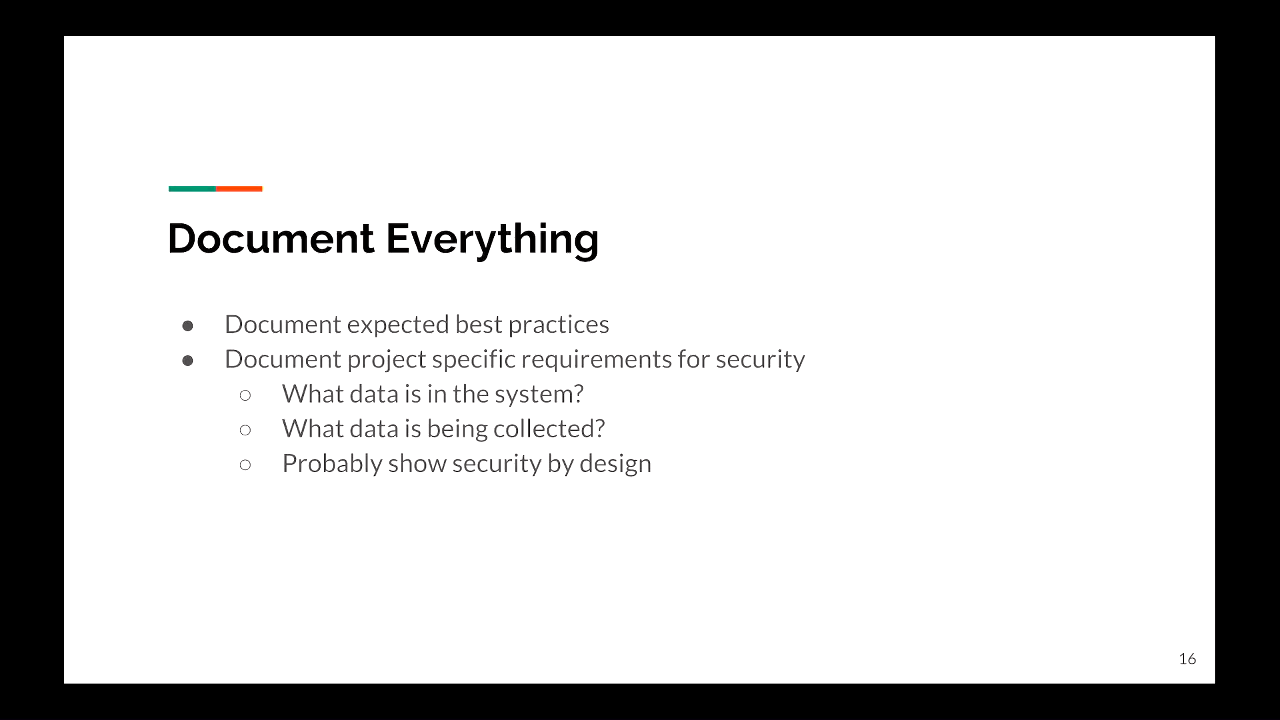 Document Everything
● Document expected best practices
● Document project specific requirements for security
○ What data is in the system?
○ What data is being collected?
○ Probably show security by design
16